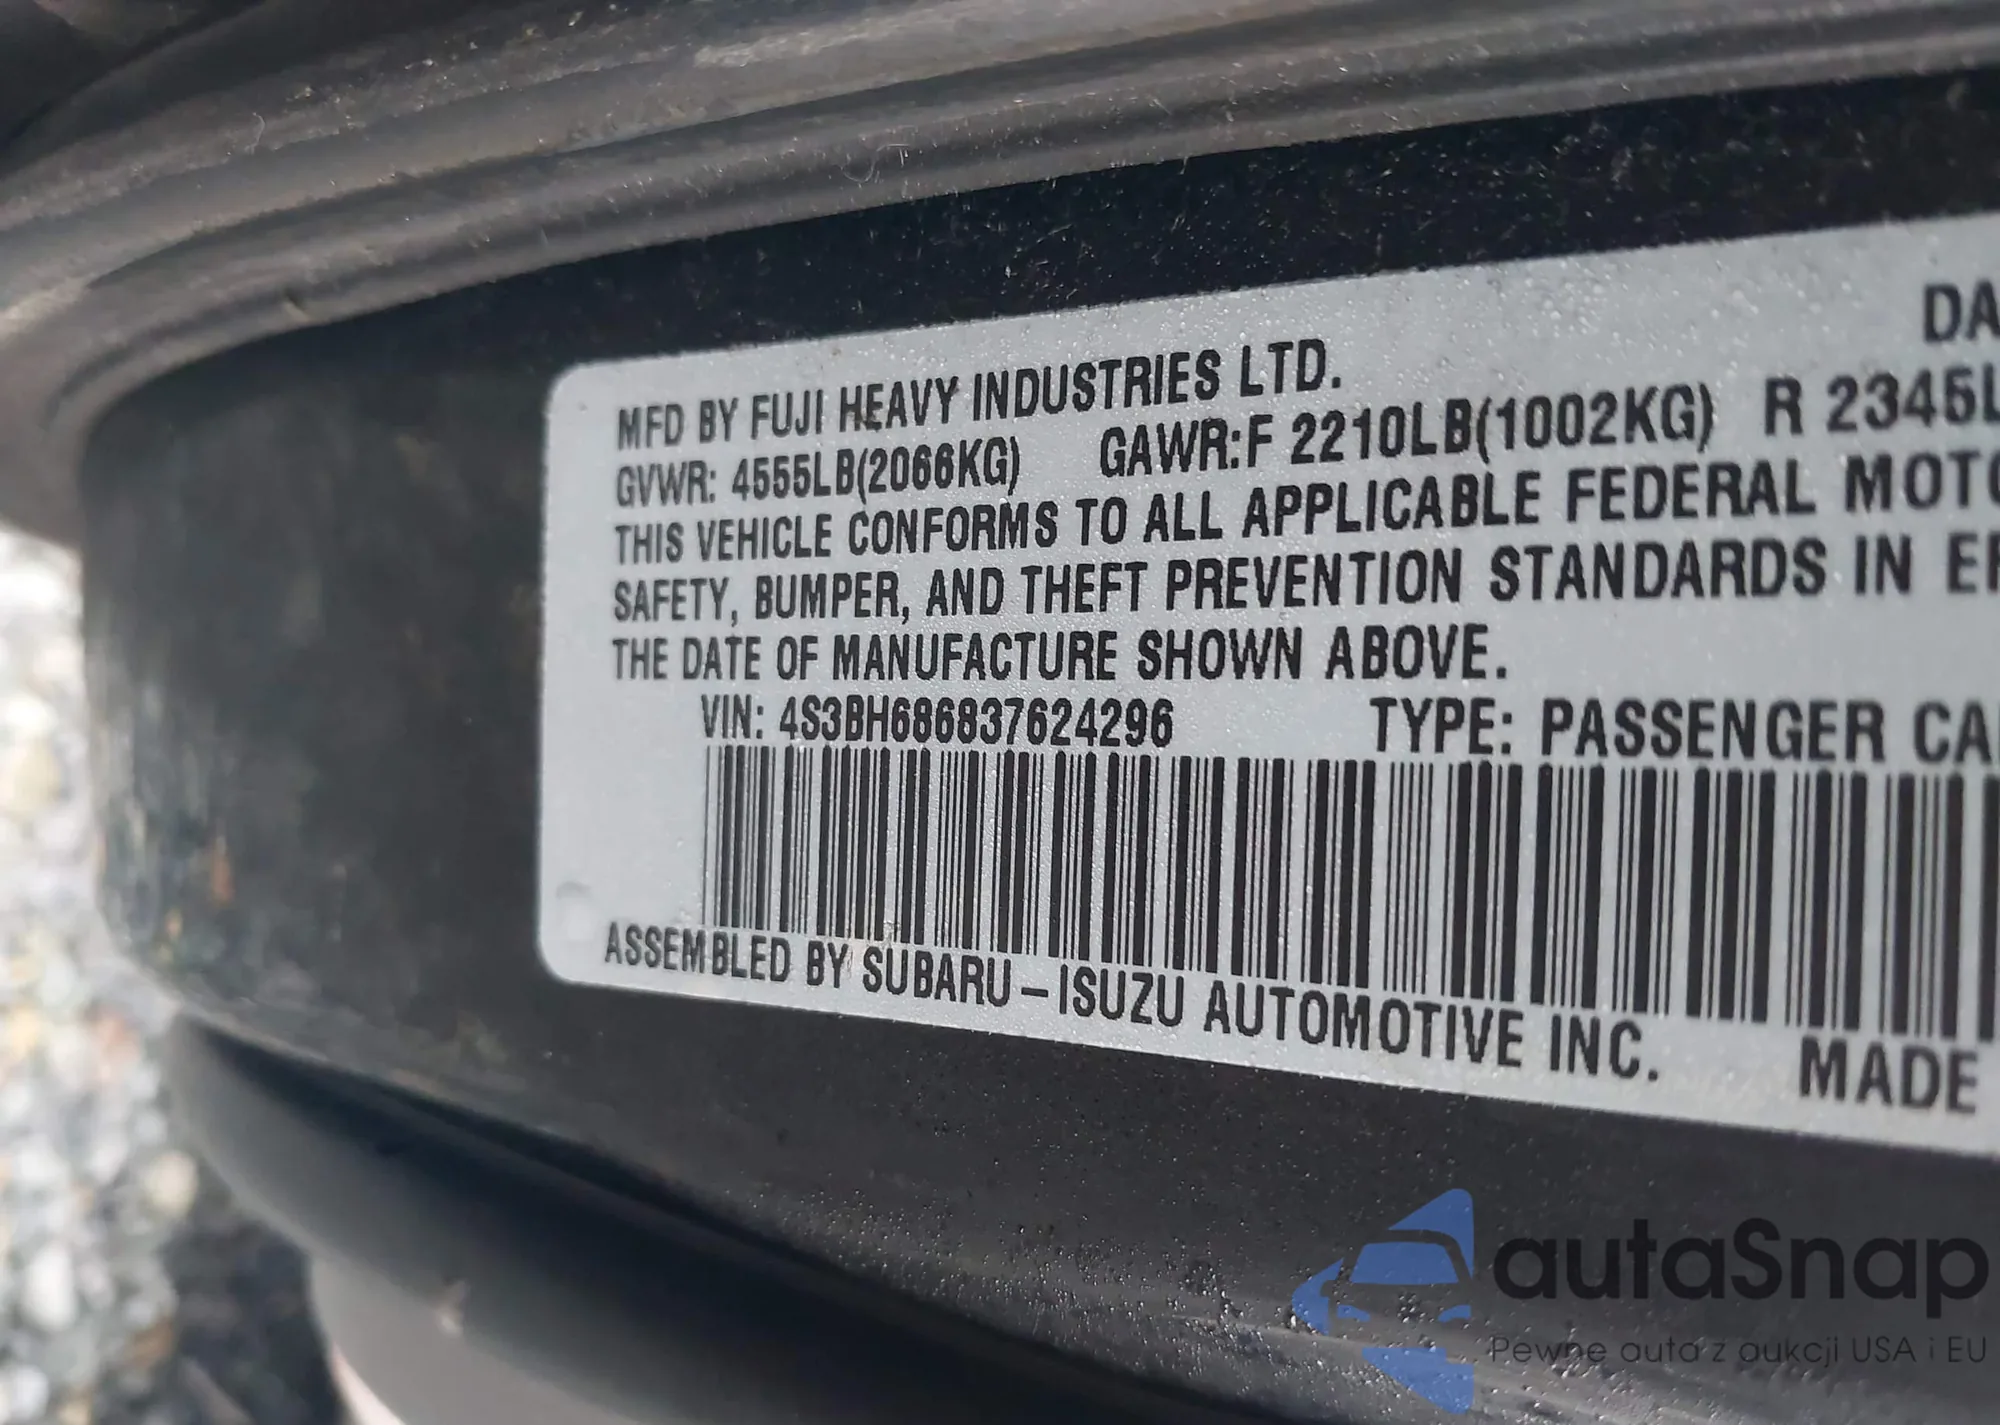 DA
MFD BY FUJI HEAVY INDUSTRIES LTD.
GVWR: 4555LB(2066KG) GAWR:F 2210LB(1002KG) R 2345L
THIS VEHICLE CONFORMS TO ALL APPLICABLE FEDERAL MOTO
SAFETY, BUMPER, AND THEFT PREVENTION STANDARDS IN EF
THE DATE OF MANUFACTURE SHOWN ABOVE.
VIN: 4S3BH686837624296 TYPE: PASSENGER CA
ASSEMBLED BY SUBARU-ISUZU AUTOMOTIVE INC. MADE
autaSnap
Pewne auta z aukcji USA i EU